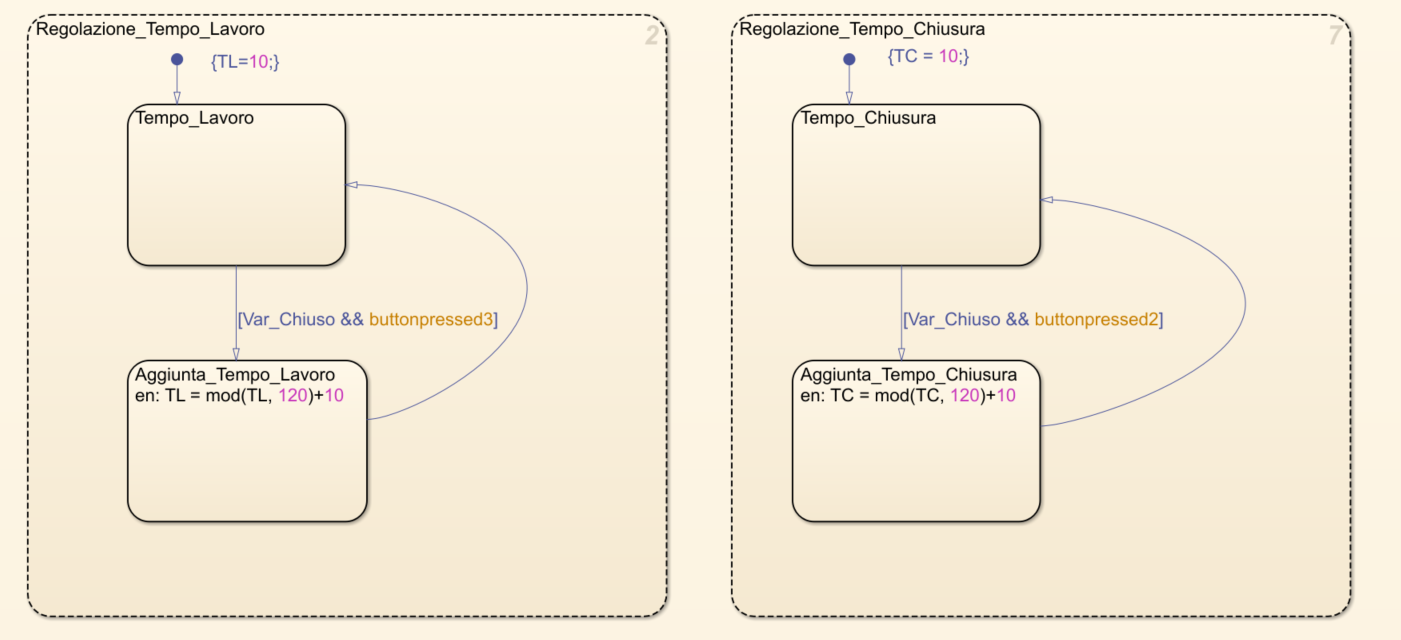 Regolazione_Tempo_Lavoro
2
{TL=10;}
Tempo_Lavoro
[Var_Chiuso && buttonpressed3]
Aggiunta_Tempo_Lavoro
en: TL = mod(TL, 120)+10
Regolazione_Tempo_Chiusura
7
{TC = 10;}
Tempo_Chiusura
[Var_Chiuso && buttonpressed2]
Aggiunta_Tempo_Chiusura
en: TC = mod(TC, 120)+10